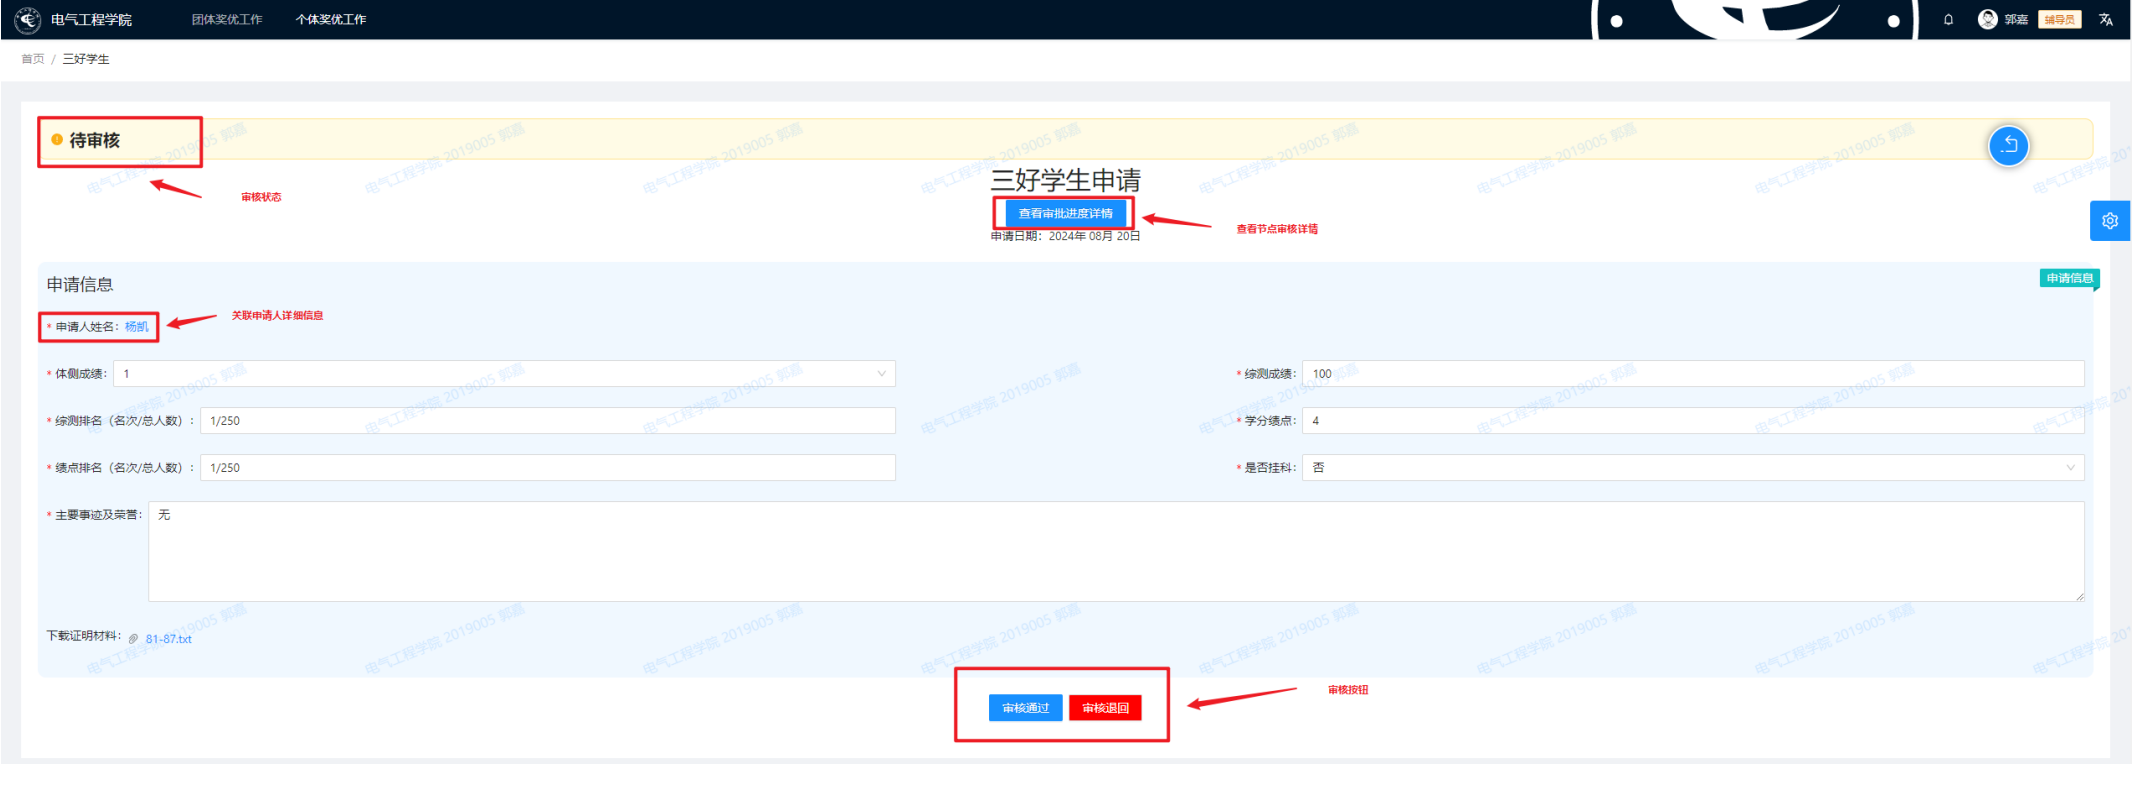 电气工程学院 团体奖优工作 个体奖优工作 郭嘉 辅导员
首页 / 三好学生
待审核
审核状态
三好学生申请
查看审批进度详情
查看节点审核详情
申请日期：2024年 08月 20日
申请信息 申请信息
* 申请人姓名：杨凯
关联申请人详细信息
* 体侧成绩： 1 * 综测成绩： 100
* 综测排名（名次/总人数）： 1/250 * 学分绩点： 4
* 绩点排名（名次/总人数）： 1/250 * 是否挂科： 否
* 主要事迹及荣誉： 无
下载证明材料： 81-87.txt
审核通过 审核退回
审核按钮
电气工程学院 2019005 郭嘉